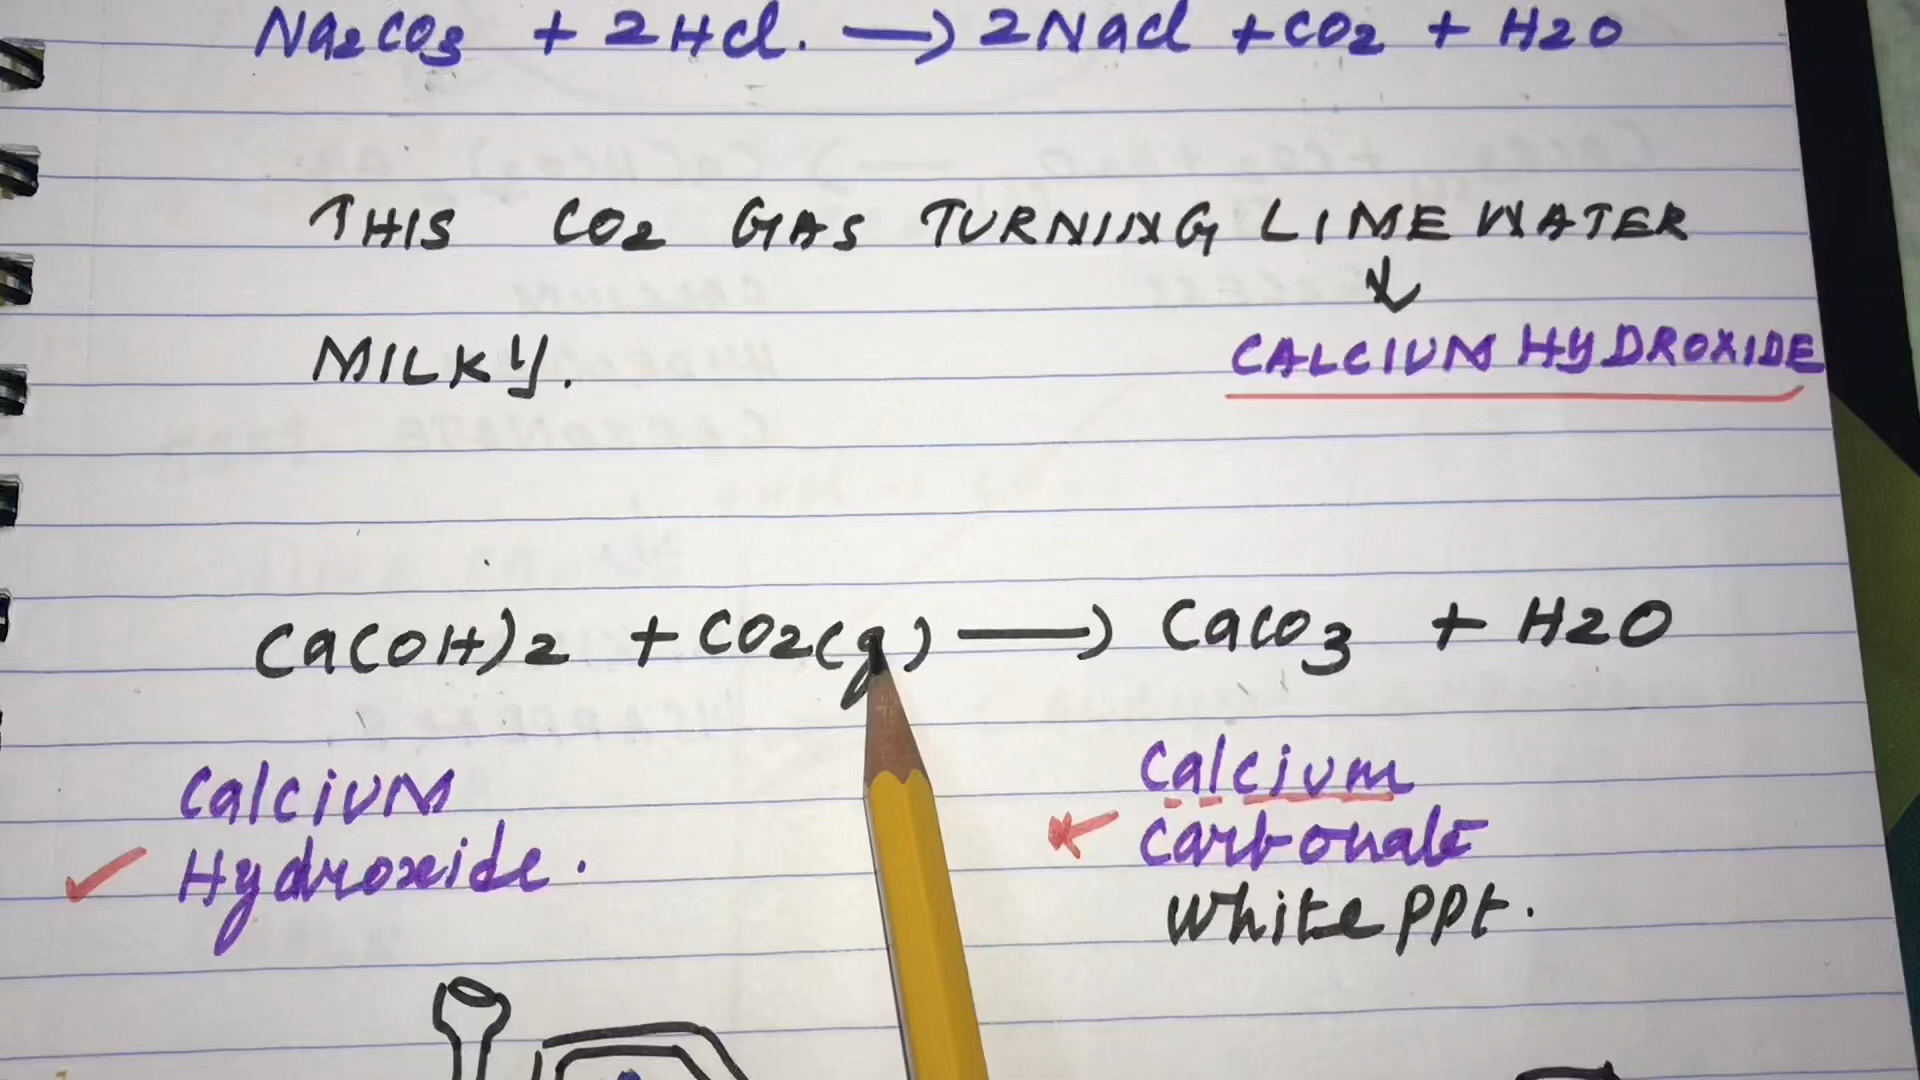 Na2CO3 + 2HCl. → 2NaCl + CO2 + H2O
THIS CO2 GAS TURNING LIME WATER
↓
MILKY.
CALCIUM HYDROXIDE
Ca(OH)2 + CO2(g) → CaCO3 + H2O
Calcium
Hydroxide.
Calcium
Carbonate
White PPt.